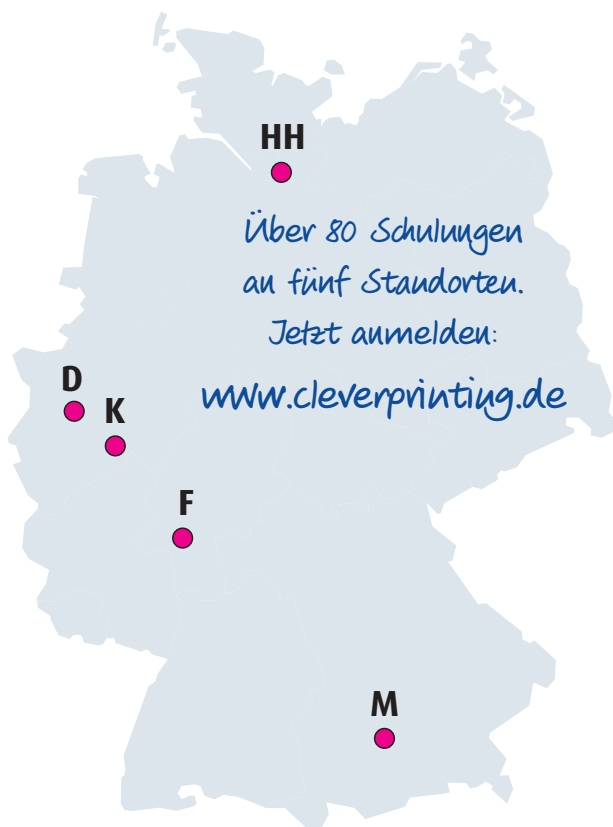 HH
Über 80 Schulungen
an fünf Standorten.
Jetzt anmelden:
www.cleverprinting.de
D
K
F
M